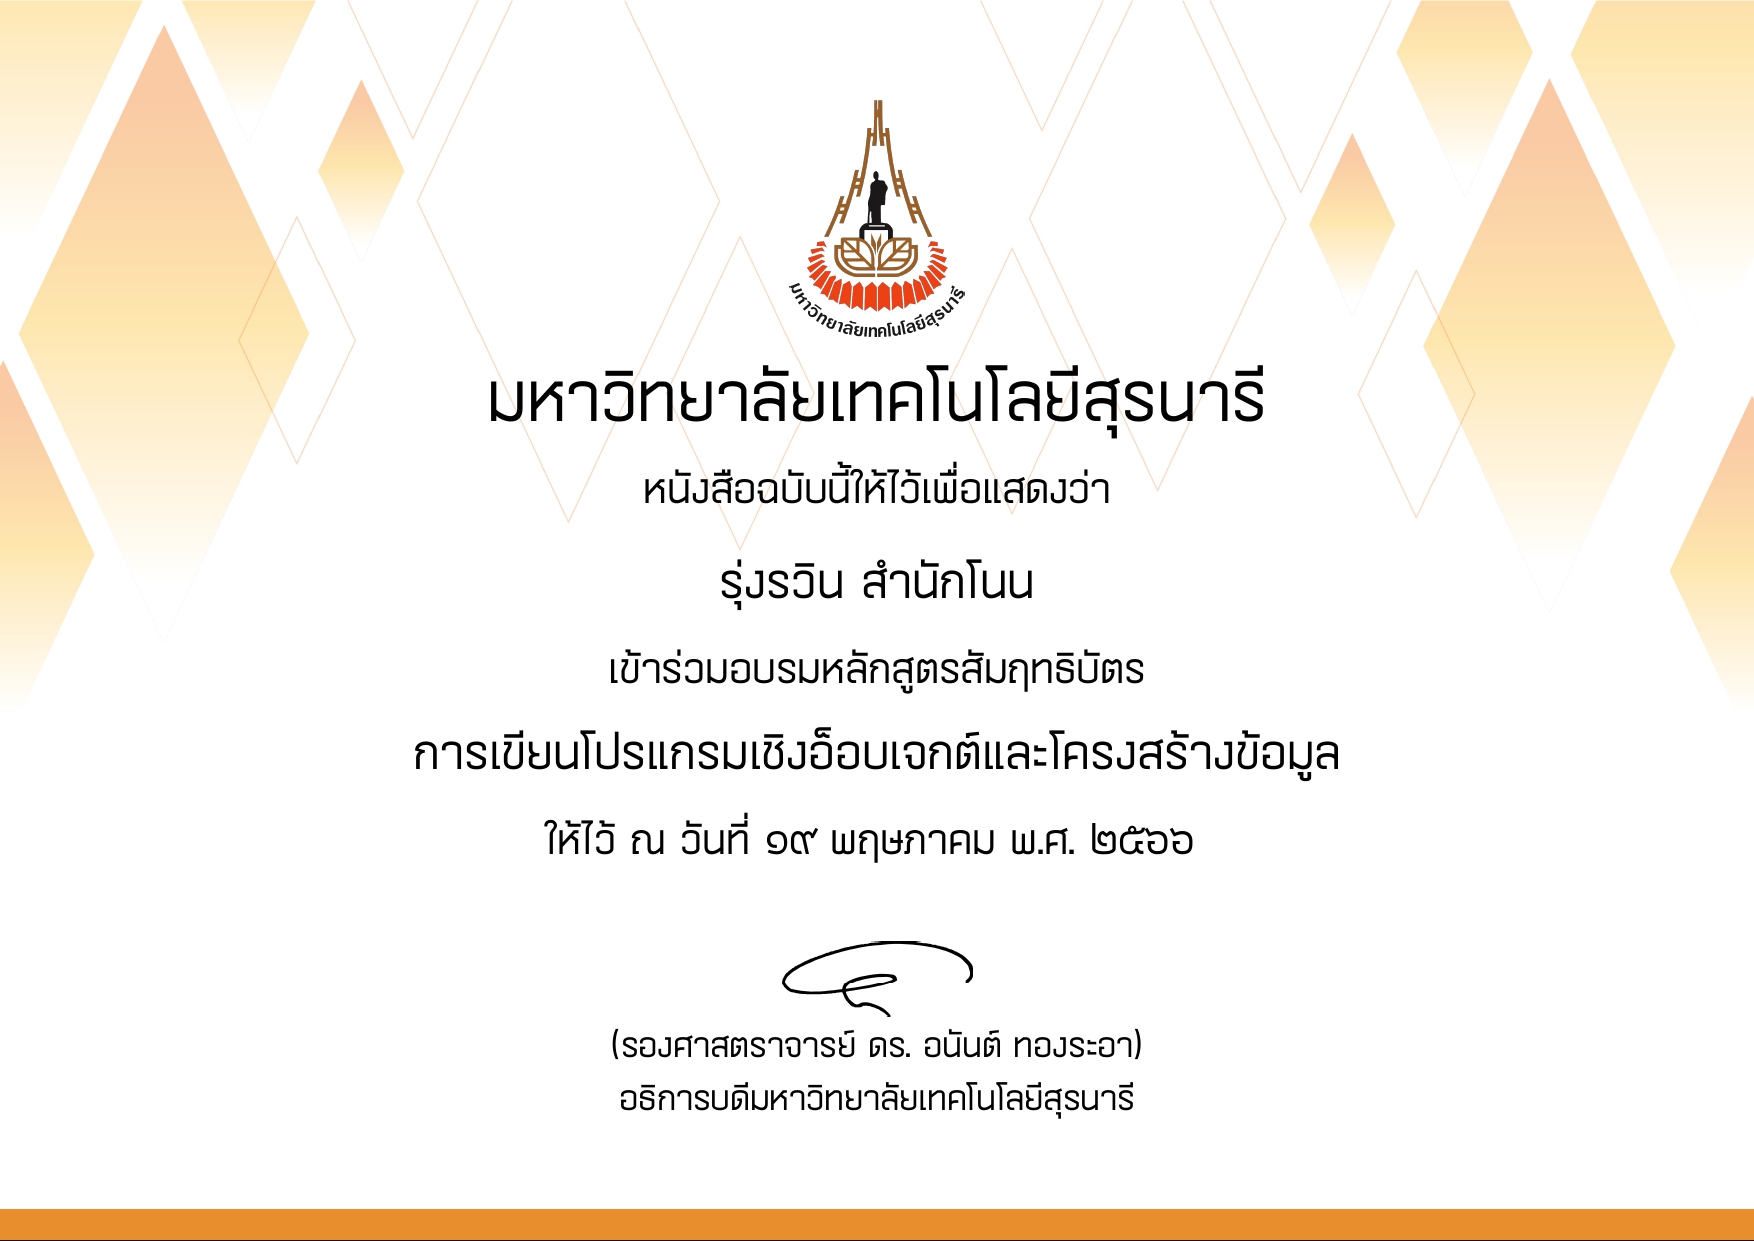 มหาวิทยาลัยเทคโนโลยีสุรนารี
มหาวิทยาลัยเทคโนโลยีสุรนารี
หนังสือฉบับนี้ให้ไว้เพื่อแสดงว่า
รุ่งรวิน สำนักโนน
เข้าร่วมอบรมหลักสูตรสัมฤทธิบัตร
การเขียนโปรแกรมเชิงอ็อบเจกต์และโครงสร้างข้อมูล
ให้ไว้ ณ วันที่ ๑๙ พฤษภาคม พ.ศ. ๒๕๖๖
(รองศาสตราจารย์ ดร. อนันต์ ทองระอา)
อธิการบดีมหาวิทยาลัยเทคโนโลยีสุรนารี